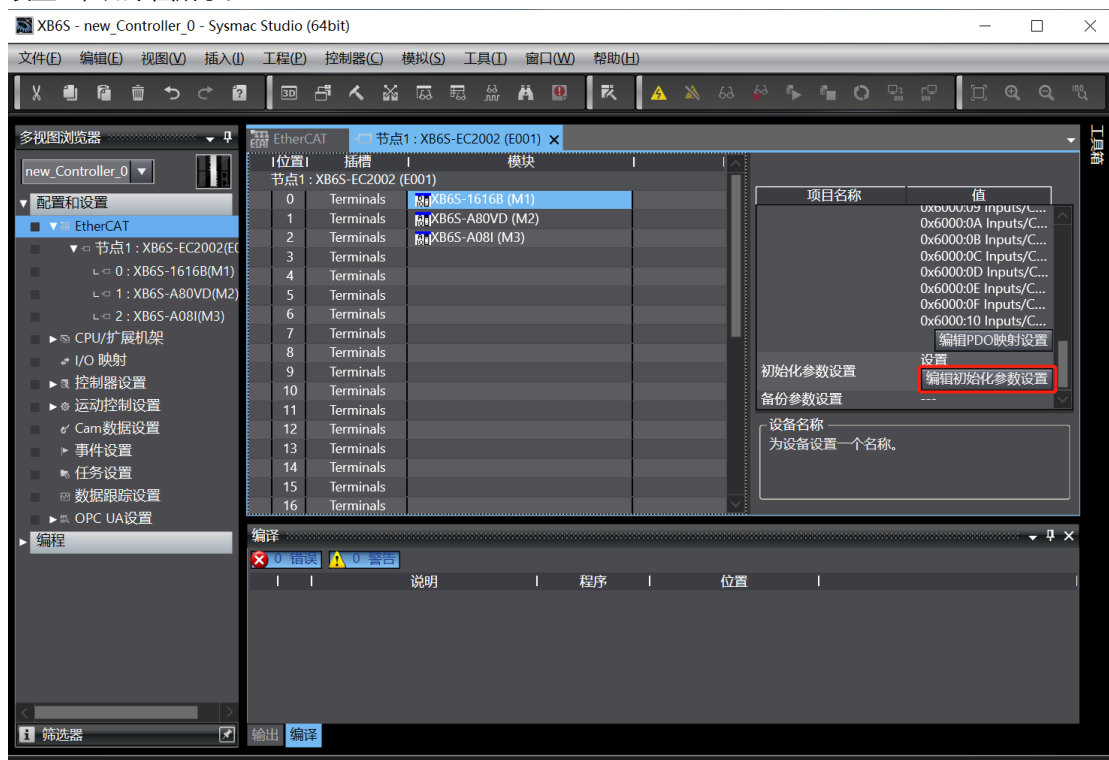 XB6S - new_Controller_0 - Sysmac Studio (64bit)
文件(F) 编辑(E) 视图(V) 插入(I) 工程(P) 控制器(C) 模拟(S) 工具(T) 窗口(W) 帮助(H)
多视图浏览器
new_Controller_0
配置和设置
EtherCAT
节点1 : XB6S-EC2002(E0
0 : XB6S-1616B(M1)
1 : XB6S-A80VD(M2)
2 : XB6S-A08I(M3)
CPU/扩展机架
I/O 映射
控制器设置
运动控制设置
Cam数据设置
事件设置
任务设置
数据跟踪设置
OPC UA设置
编程
筛选器
EtherCAT 节点1 : XB6S-EC2002 (E001)
位置 插槽 模块
节点1 : XB6S-EC2002 (E001)
0 Terminals XB6S-1616B (M1)
1 Terminals XB6S-A80VD (M2)
2 Terminals XB6S-A08I (M3)
3 Terminals
4 Terminals
5 Terminals
6 Terminals
7 Terminals
8 Terminals
9 Terminals
10 Terminals
11 Terminals
12 Terminals
13 Terminals
14 Terminals
15 Terminals
16 Terminals
项目名称 值
0x6000:09 Inputs/C...
0x6000:0A Inputs/C...
0x6000:0B Inputs/C...
0x6000:0C Inputs/C...
0x6000:0D Inputs/C...
0x6000:0E Inputs/C...
0x6000:0F Inputs/C...
0x6000:10 Inputs/C...
编辑PDO映射设置
初始化参数设置 设置
编辑初始化参数设置
备份参数设置 ---
设备名称
为设备设置一个名称。
工具箱
编译
0 错误 0 警告
说明 程序 位置
输出 编译